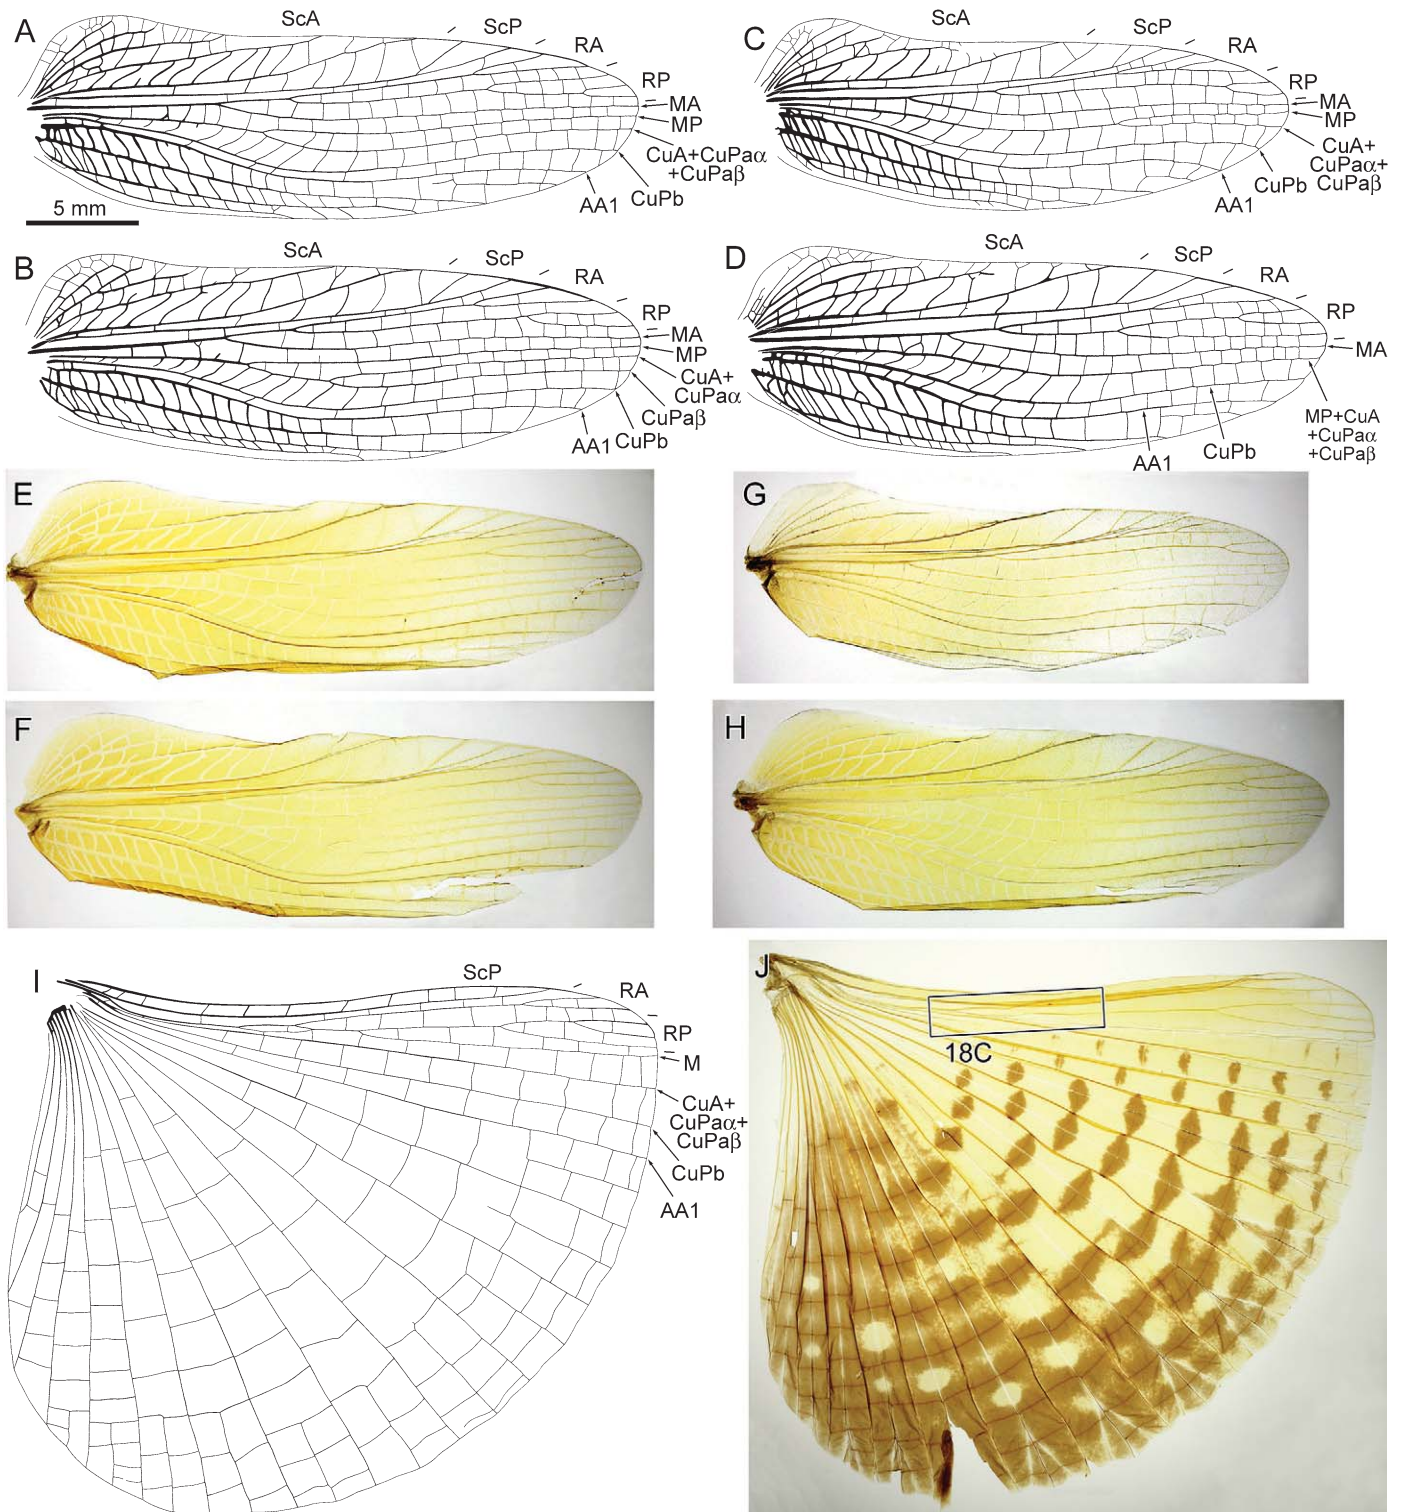 A
ScA
ScP
RA
RP
MA
MP
CuA+CuPaα
+CuPaβ
CuPb
AA1
5 mm
C
ScA
ScP
RA
RP
MA
MP
CuA+
CuPaα+
CuPaβ
CuPb
AA1
B
ScA
ScP
RA
RP
MA
MP
CuA+
CuPaα
CuPaβ
CuPb
AA1
D
ScA
ScP
RA
RP
MA
MP+CuA
+CuPaα
+CuPaβ
CuPb
AA1
E
G
F
H
I
ScP
RA
RP
M
CuA+
CuPaα+
CuPaβ
CuPb
AA1
J
18C